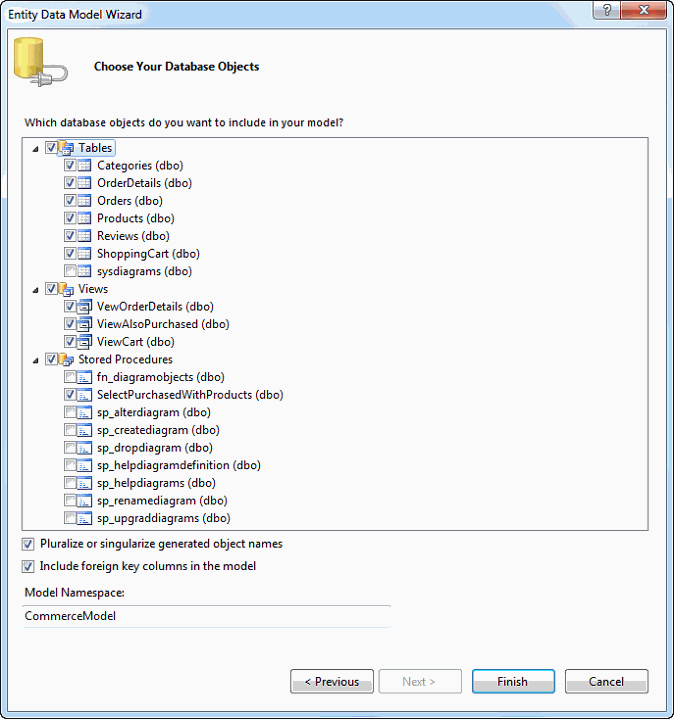 Entity Data Model Wizard
?
Choose Your Database Objects
Which database objects do you want to include in your model?
Tables
Categories (dbo)
OrderDetails (dbo)
Orders (dbo)
Products (dbo)
Reviews (dbo)
ShoppingCart (dbo)
sysdiagrams (dbo)
Views
VewOrderDetails (dbo)
ViewAlsoPurchased (dbo)
ViewCart (dbo)
Stored Procedures
fn_diagramobjects (dbo)
SelectPurchasedWithProducts (dbo)
sp_alterdiagram (dbo)
sp_creatediagram (dbo)
sp_dropdiagram (dbo)
sp_helpdiagramdefinition (dbo)
sp_helpdiagrams (dbo)
sp_renamediagram (dbo)
sp_upgraddiagrams (dbo)
Pluralize or singularize generated object names
Include foreign key columns in the model
Model Namespace:
CommerceModel
< Previous Next > Finish Cancel